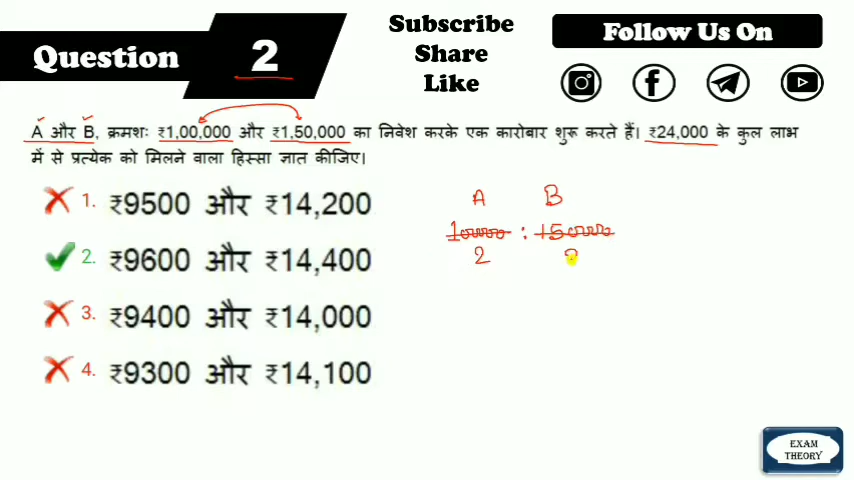 Question 2
Subscribe
Share
Like
Follow Us On
A और B, क्रमशः ₹1,00,000 और ₹1,50,000 का निवेश करके एक कारोबार शुरू करते हैं। ₹24,000 के कुल लाभ
में से प्रत्येक को मिलने वाला हिस्सा ज्ञात कीजिए।
1. ₹9500 और ₹14,200
2. ₹9600 और ₹14,400
3. ₹9400 और ₹14,000
4. ₹9300 और ₹14,100
A B
100000 : 150000
2
EXAM
THEORY